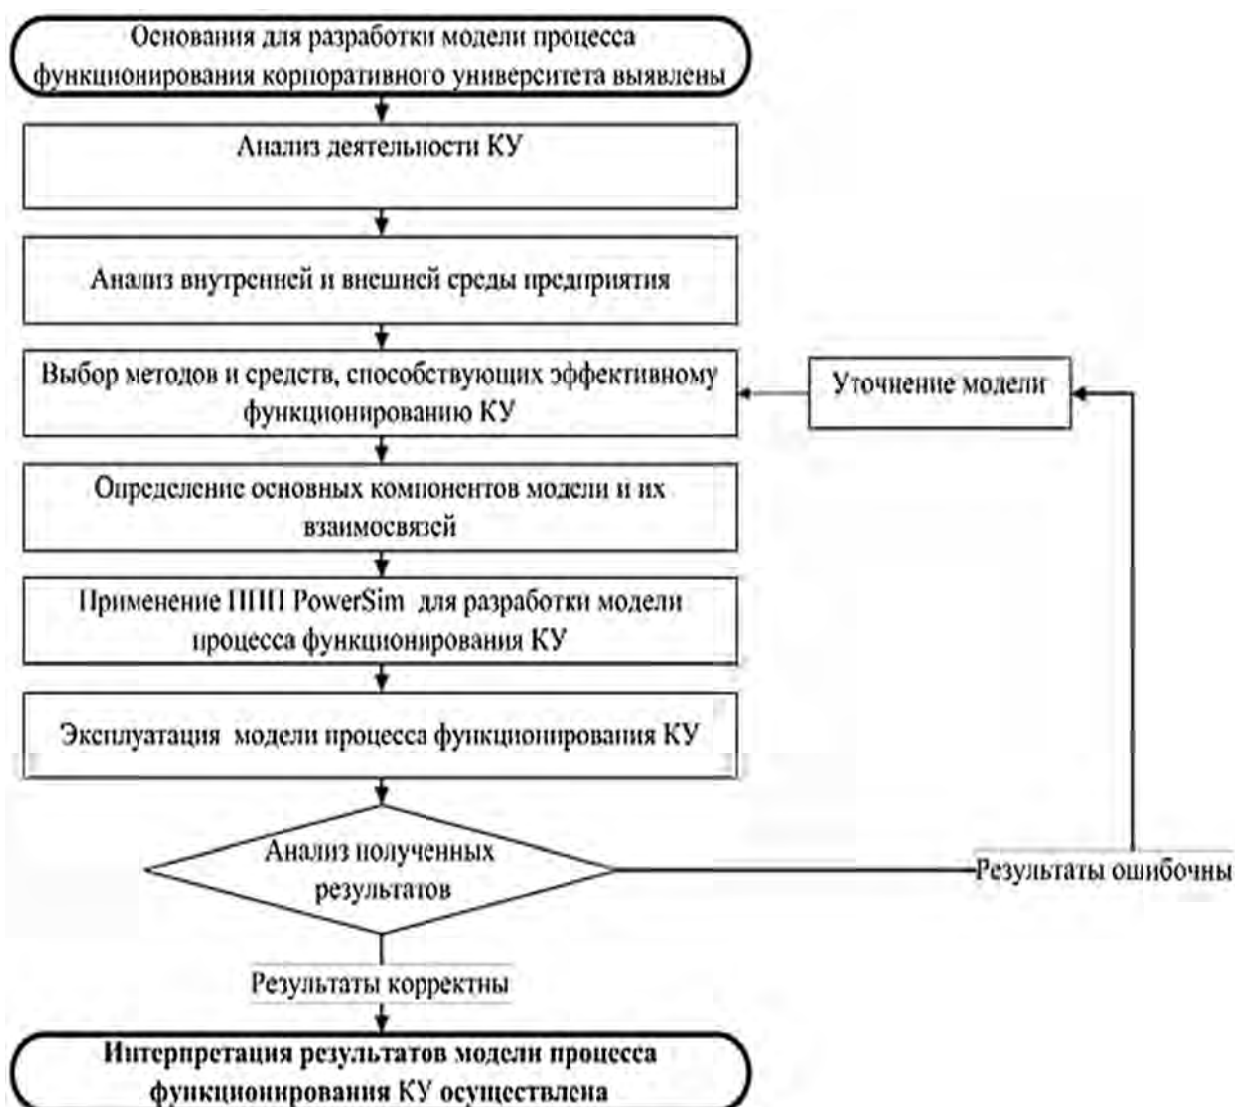 Основания для разработки модели процесса
функционирования корпоративного университета выявлены
Анализ деятельности КУ
Анализ внутренней и внешней среды предприятия
Выбор методов и средств, способствующих эффективному
функционированию КУ
Уточнение модели
Определение основных компонентов модели и их
взаимосвязей
Применение ППП PowerSim для разработки модели
процесса функционирования КУ
Эксплуатация модели процесса функционирования КУ
Анализ полученных
результатов
Результаты ошибочны
Результаты корректны
Интерпретация результатов модели процесса
функционирования КУ осуществлена